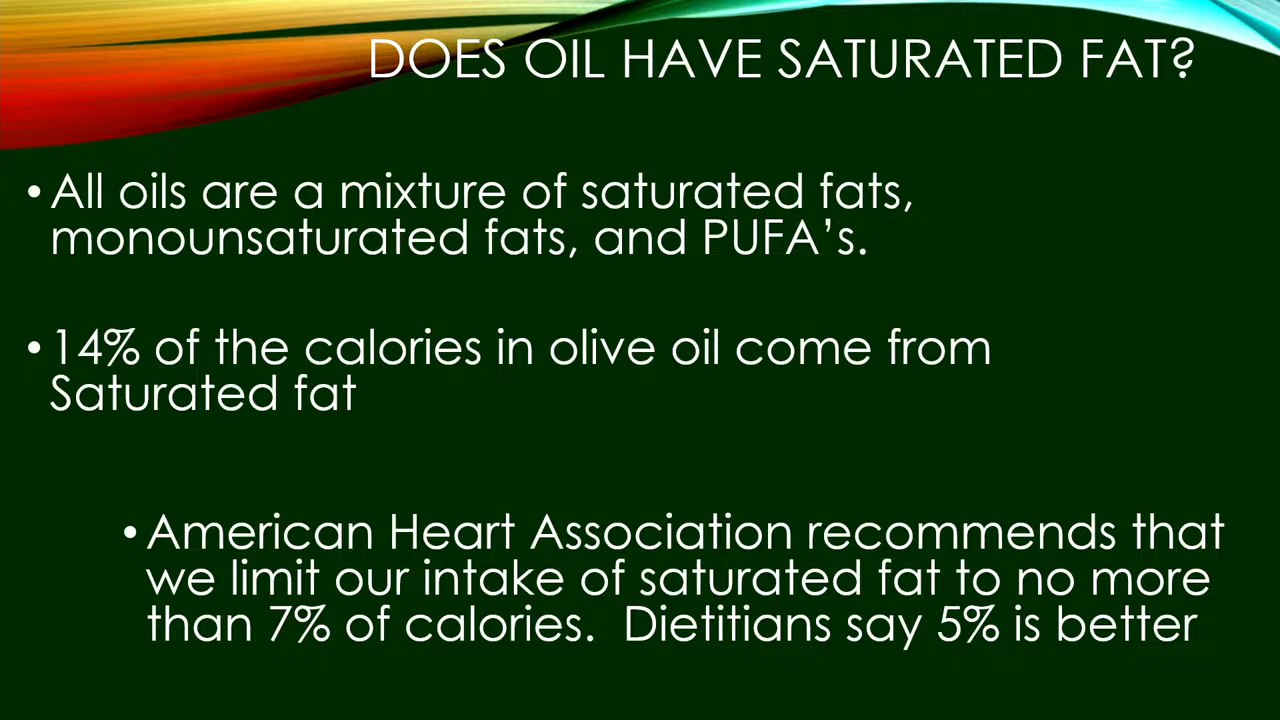 DOES OIL HAVE SATURATED FAT?
• All oils are a mixture of saturated fats,
monounsaturated fats, and PUFA’s.
• 14% of the calories in olive oil come from
Saturated fat
• American Heart Association recommends that
we limit our intake of saturated fat to no more
than 7% of calories.  Dietitians say 5% is better